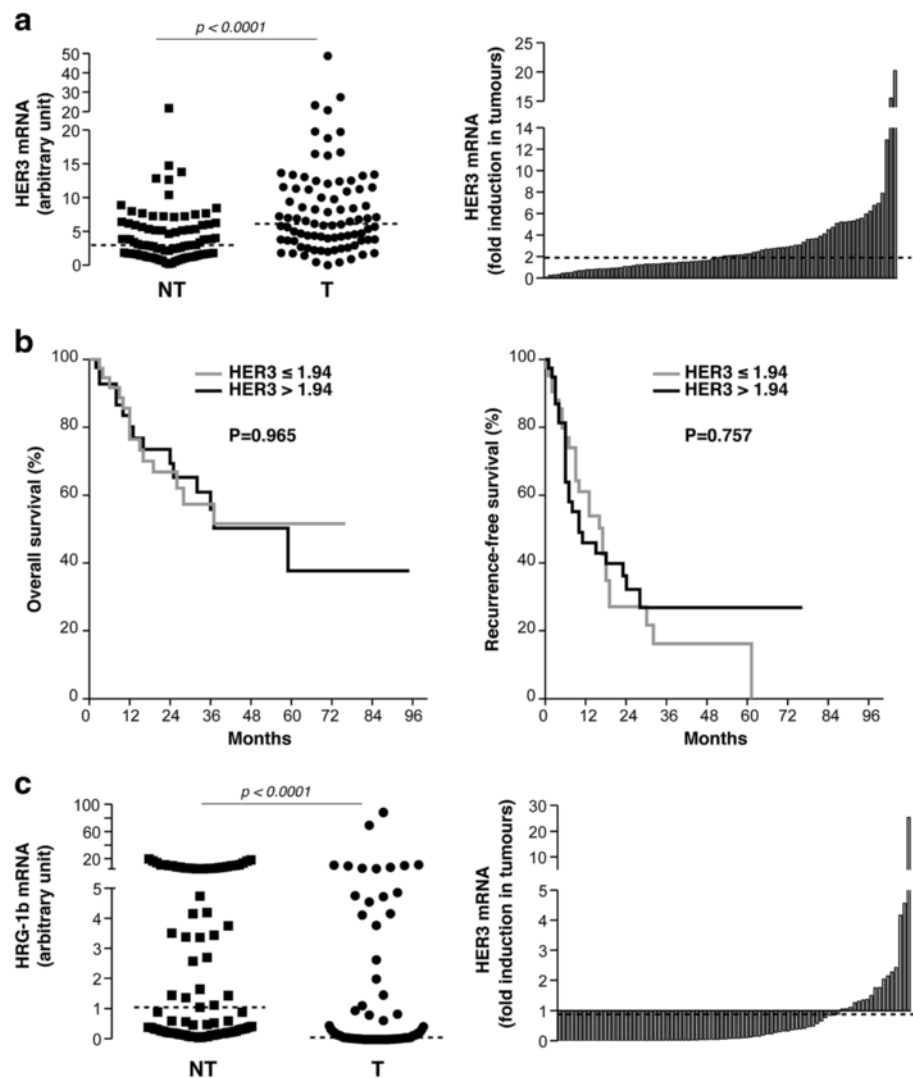 a
p < 0.0001
HER3 mRNA
(arbitrary unit)
50
40
30
20
20
15
10
5
0
NT
T
HER3 mRNA
(fold induction in tumours)
25
20
15
14
12
10
8
6
4
2
0
b
Overall survival (%)
100
80
60
40
20
0
HER3 ≤ 1.94
HER3 > 1.94
P=0.965
0 12 24 36 48 60 72 84 96
Months
Recurrence-free survival (%)
100
80
60
40
20
0
HER3 ≤ 1.94
HER3 > 1.94
P=0.757
0 12 24 36 48 60 72 84 96
Months
c
p < 0.0001
HRG-1b mRNA
(arbitrary unit)
100
80
60
40
20
5
4
3
2
1
0
NT
T
HER3 mRNA
(fold induction in tumours)
30
20
10
5
4
3
2
1
0